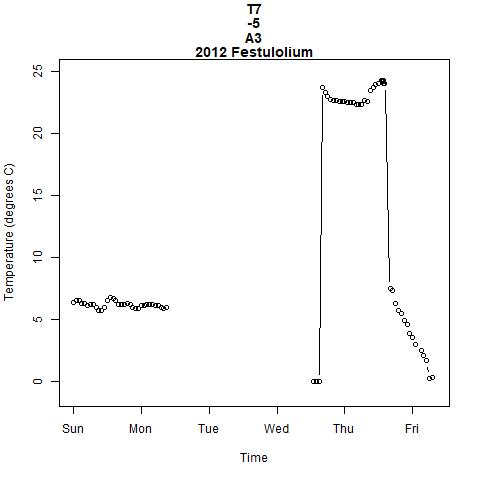 T7
-5
A3
2012 Festulolium
25
20
15
10
5
0
Temperature (degrees C)
Sun Mon Tue Wed Thu Fri
Time